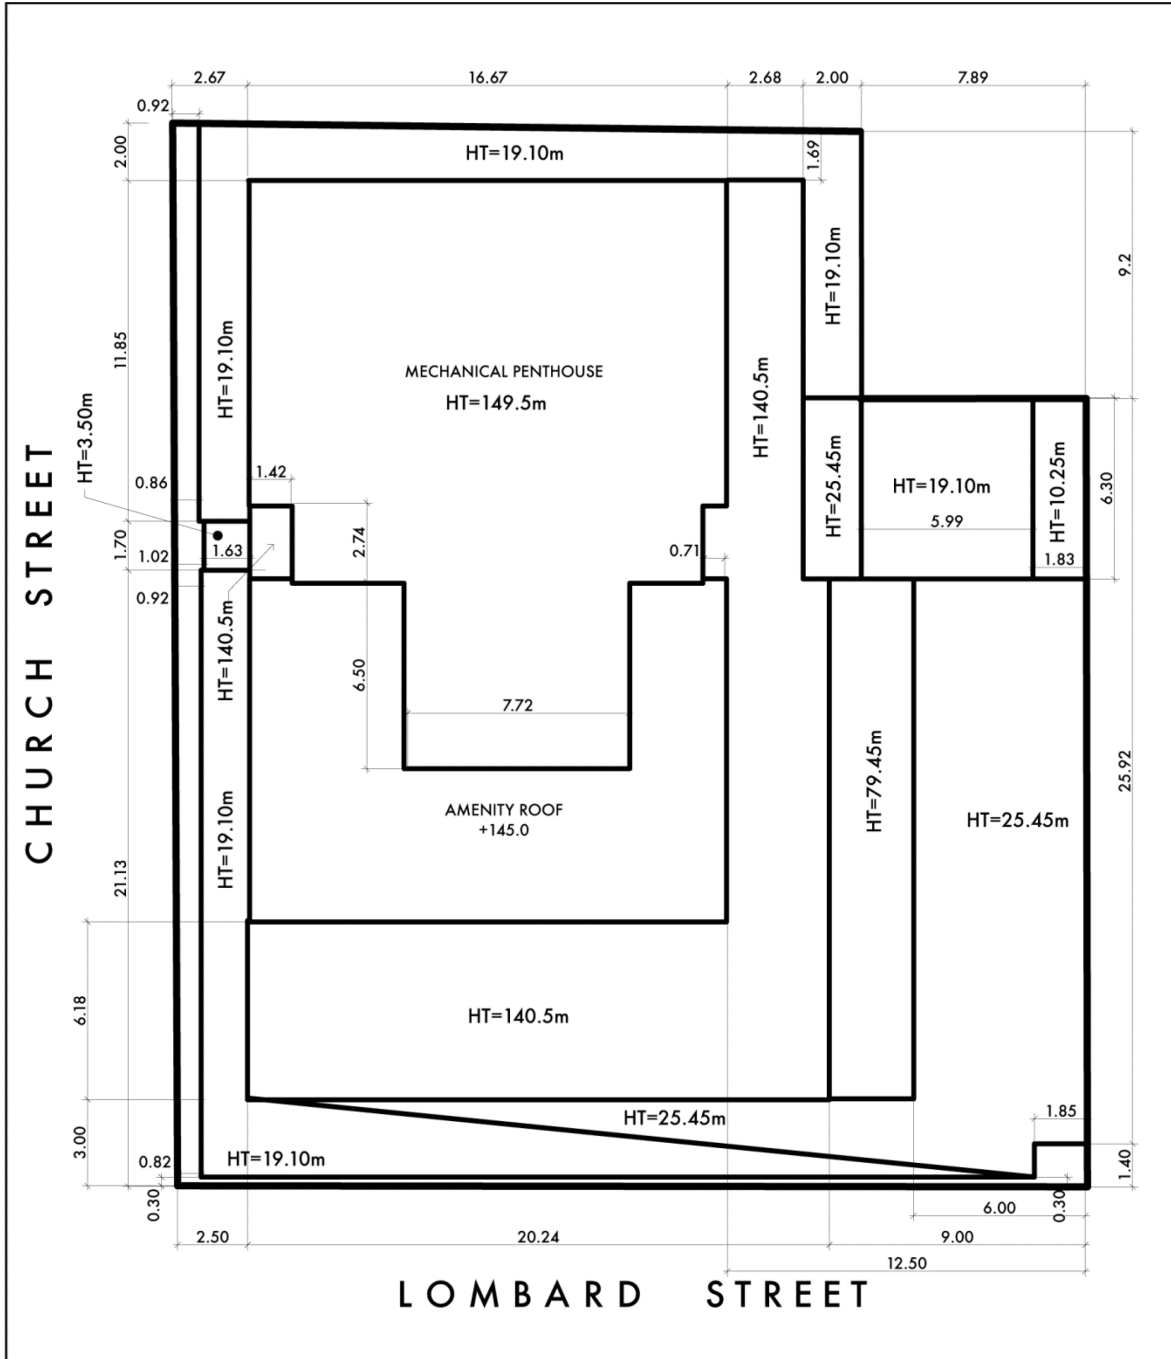 2.67
16.67
2.68
2.00
7.89
0.92
2.00
HT=19.10m
1.69
HT=19.10m
9.2
11.85
HT=19.10m
MECHANICAL PENTHOUSE
HT=149.5m
HT=140.5m
HT=3.50m
0.86
1.42
HT=25.45m
HT=19.10m
HT=10.25m
6.30
5.99
1.70
1.02
1.63
2.74
0.71
1.83
0.92
HT=140.5m
6.50
7.72
CHURCH STREET
AMENITY ROOF
+145.0
HT=79.45m
HT=25.45m
25.92
HT=19.10m
21.13
6.18
HT=140.5m
3.00
HT=25.45m
1.85
0.82
HT=19.10m
1.40
0.30
0.30
6.00
2.50
20.24
9.00
12.50
LOMBARD STREET